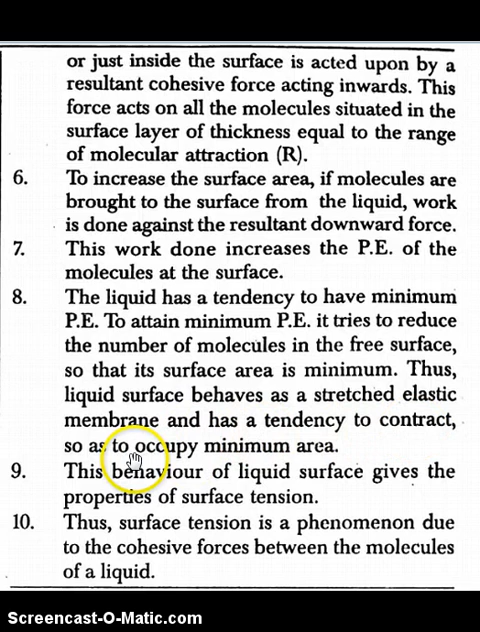 or just inside the surface is acted upon by a
resultant cohesive force acting inwards. This
force acts on all the molecules situated in the
surface layer of thickness equal to the range
of molecular attraction (R).
6. To increase the surface area, if molecules are
brought to the surface from the liquid, work
is done against the resultant downward force.
7. This work done increases the P.E. of the
molecules at the surface.
8. The liquid has a tendency to have minimum
P.E. To attain minimum P.E. it tries to reduce
the number of molecules in the free surface,
so that its surface area is minimum. Thus,
liquid surface behaves as a stretched elastic
membrane and has a tendency to contract,
so as to occupy minimum area.
9. This behaviour of liquid surface gives the
properties of surface tension.
10. Thus, surface tension is a phenomenon due
to the cohesive forces between the molecules
of a liquid.
Screencast-O-Matic.com